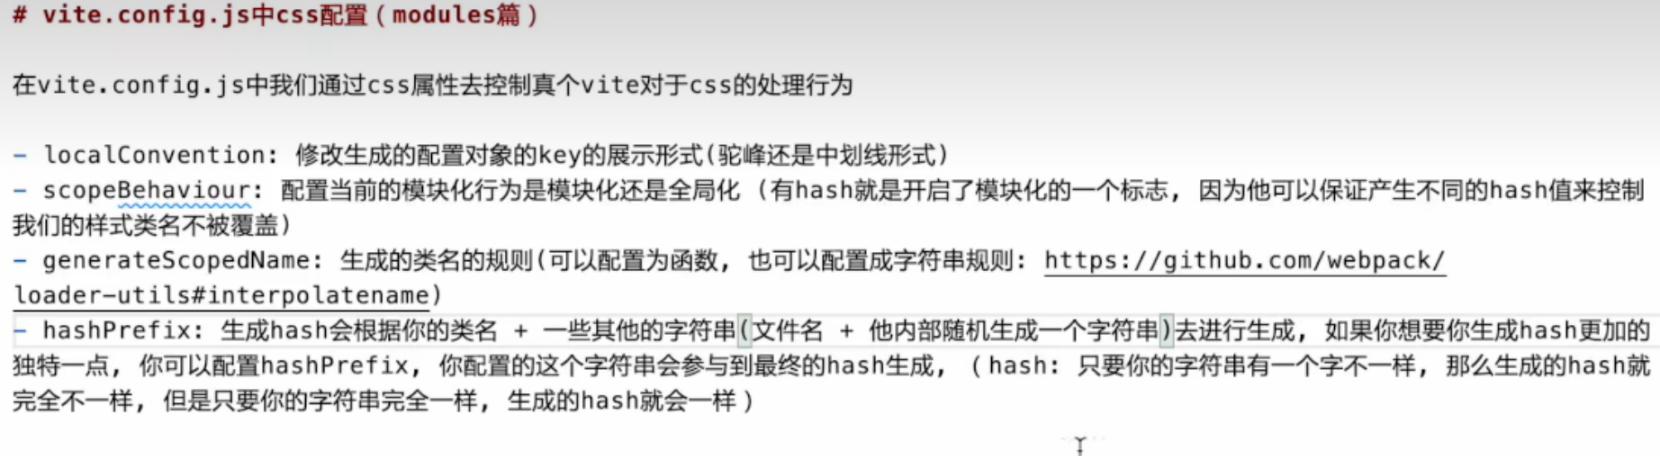 # vite.config.js中css配置（modules篇）
在vite.config.js中我们通过css属性去控制真个vite对于css的处理行为
- localConvention: 修改生成的配置对象的key的展示形式(驼峰还是中划线形式)
- scopeBehaviour: 配置当前的模块化行为是模块化还是全局化 (有hash就是开启了模块化的一个标志, 因为他可以保证产生不同的hash值来控制
我们的样式类名不被覆盖)
- generateScopedName: 生成的类名的规则(可以配置为函数, 也可以配置成字符串规则: https://github.com/webpack/
loader-utils#interpolatename)
- hashPrefix: 生成hash会根据你的类名 + 一些其他的字符串(文件名 + 他内部随机生成一个字符串)去进行生成, 如果你想要你生成hash更加的
独特一点, 你可以配置hashPrefix, 你配置的这个字符串会参与到最终的hash生成, （hash: 只要你的字符串有一个字不一样, 那么生成的hash就
完全不一样, 但是只要你的字符串完全一样, 生成的hash就会一样）